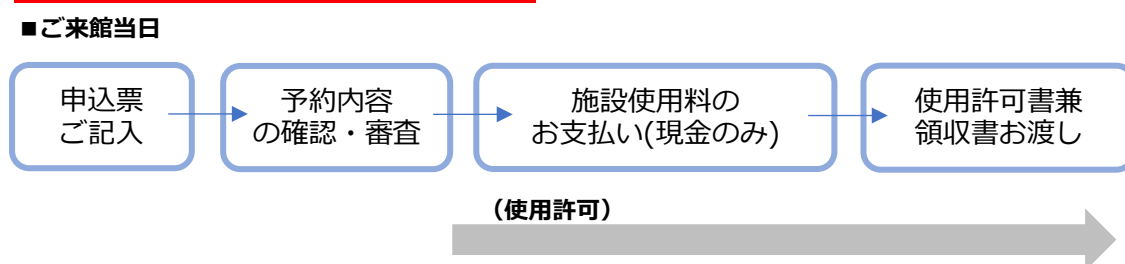 ■ご来館当日
申込票
ご記入
予約内容
の確認・審査
施設使用料の
お支払い(現金のみ)
使用許可書兼
領収書お渡し
（使用許可）